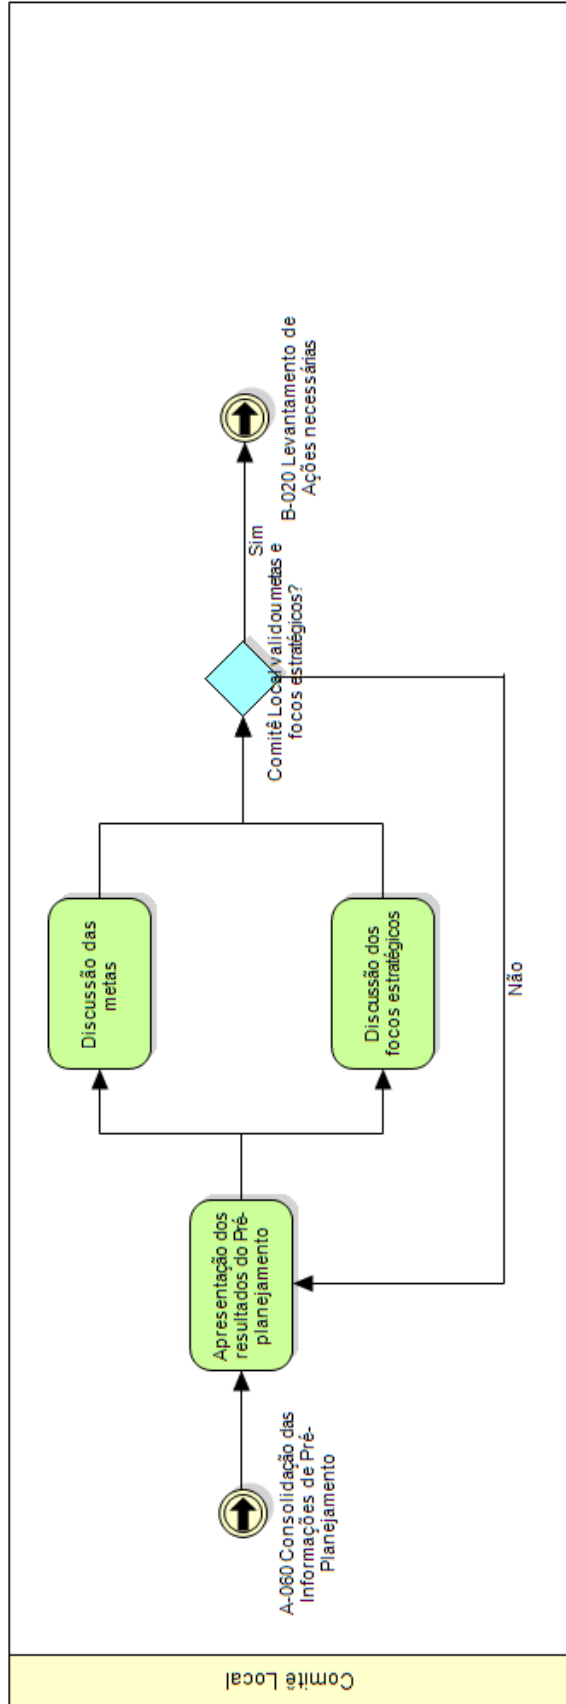 Comitê Local
A-060 Consolidação das
Informações de Pré-
Planejamento
Apresentação dos
resultados do Pré-
planejamento
Discussão das
metas
Discussão dos
focos estratégicos
Comitê Local validou metas e
focos estratégicos?
Sim
Não
B-020 Levantamento de
Ações necessárias